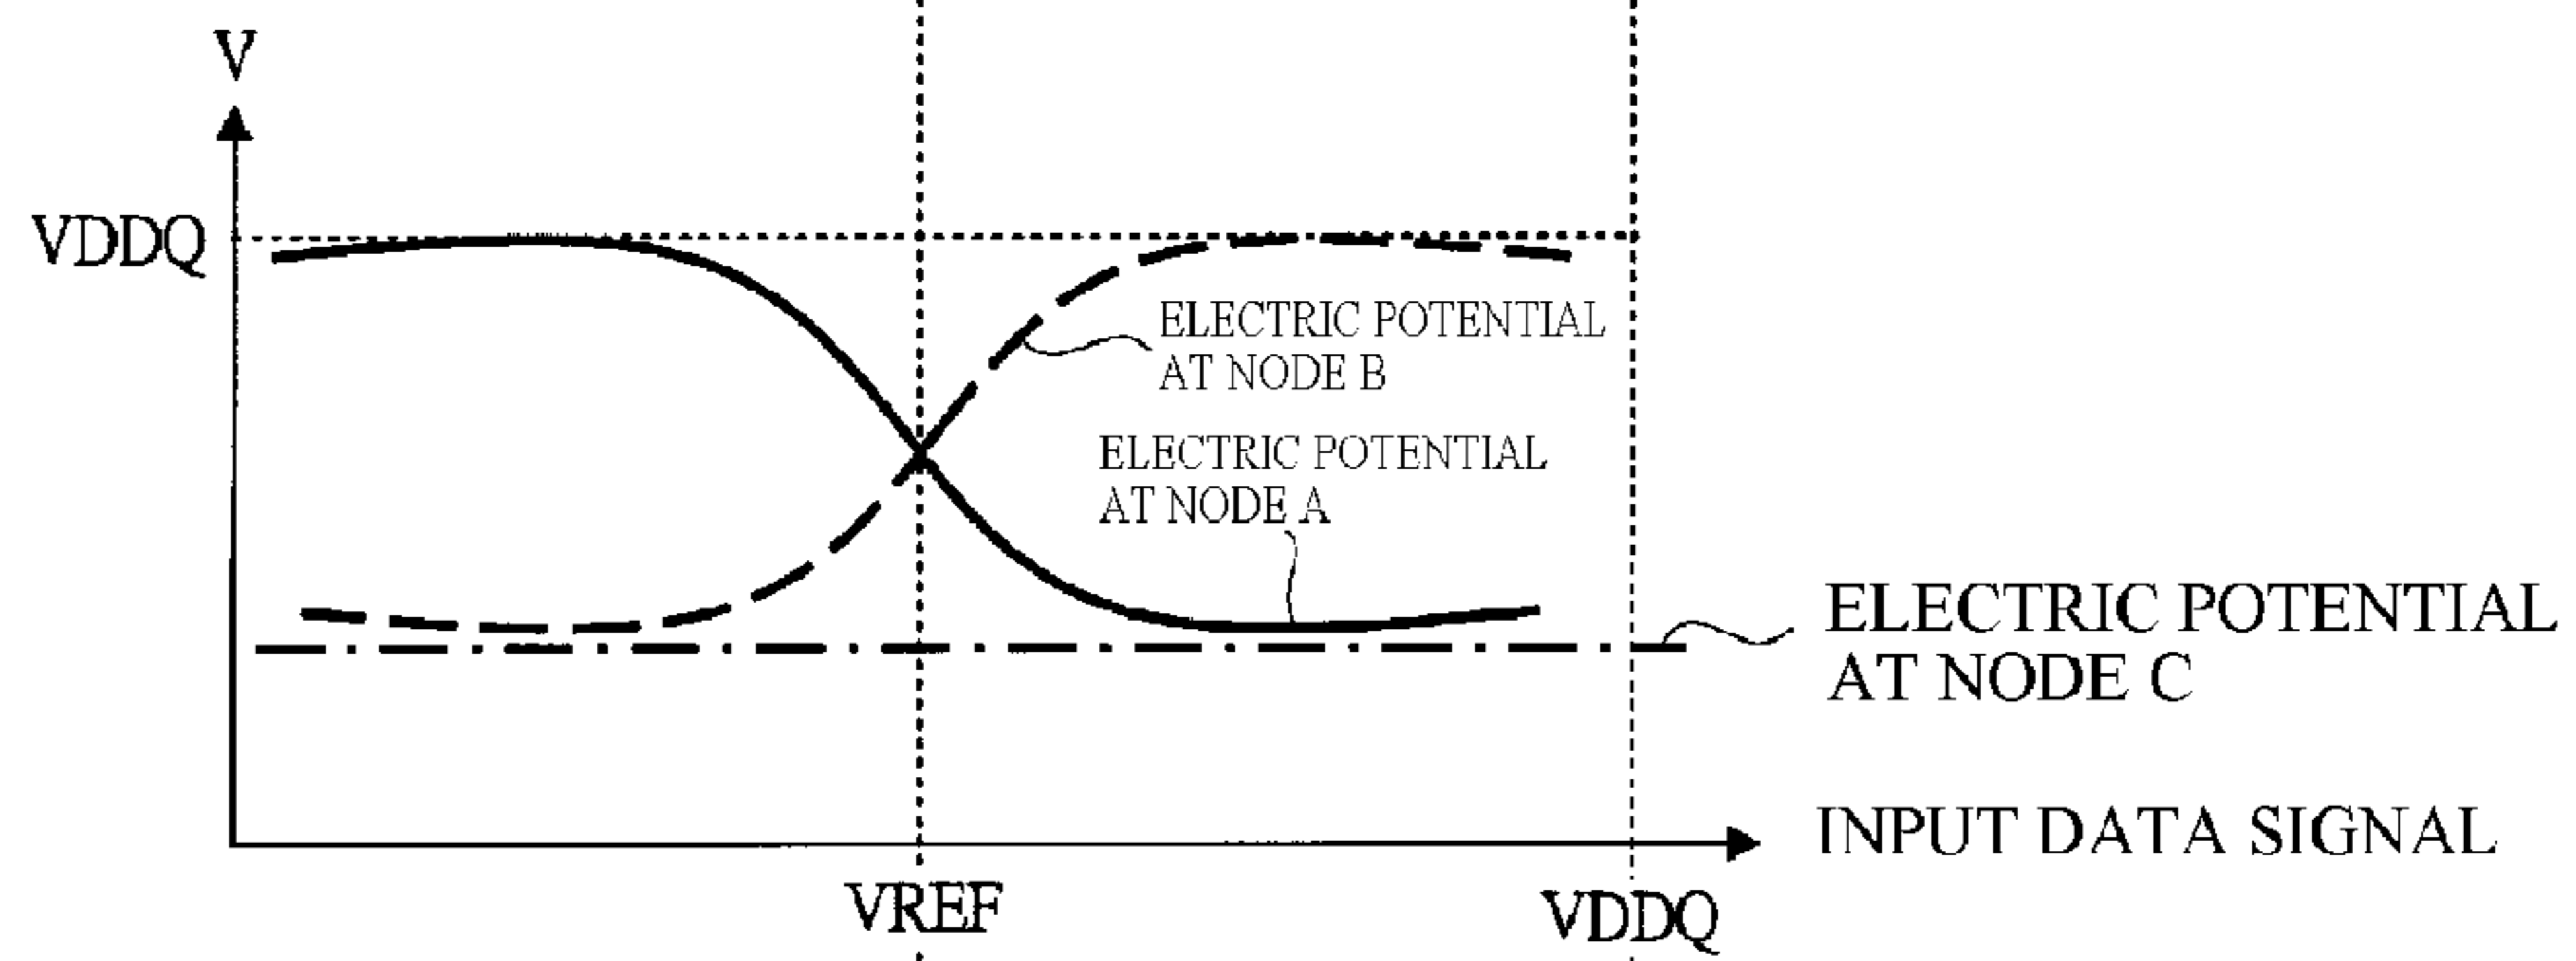 V
VDDQ
ELECTRIC POTENTIAL
AT NODE B
ELECTRIC POTENTIAL
AT NODE A
ELECTRIC POTENTIAL
AT NODE C
INPUT DATA SIGNAL
VREF
VDDQ